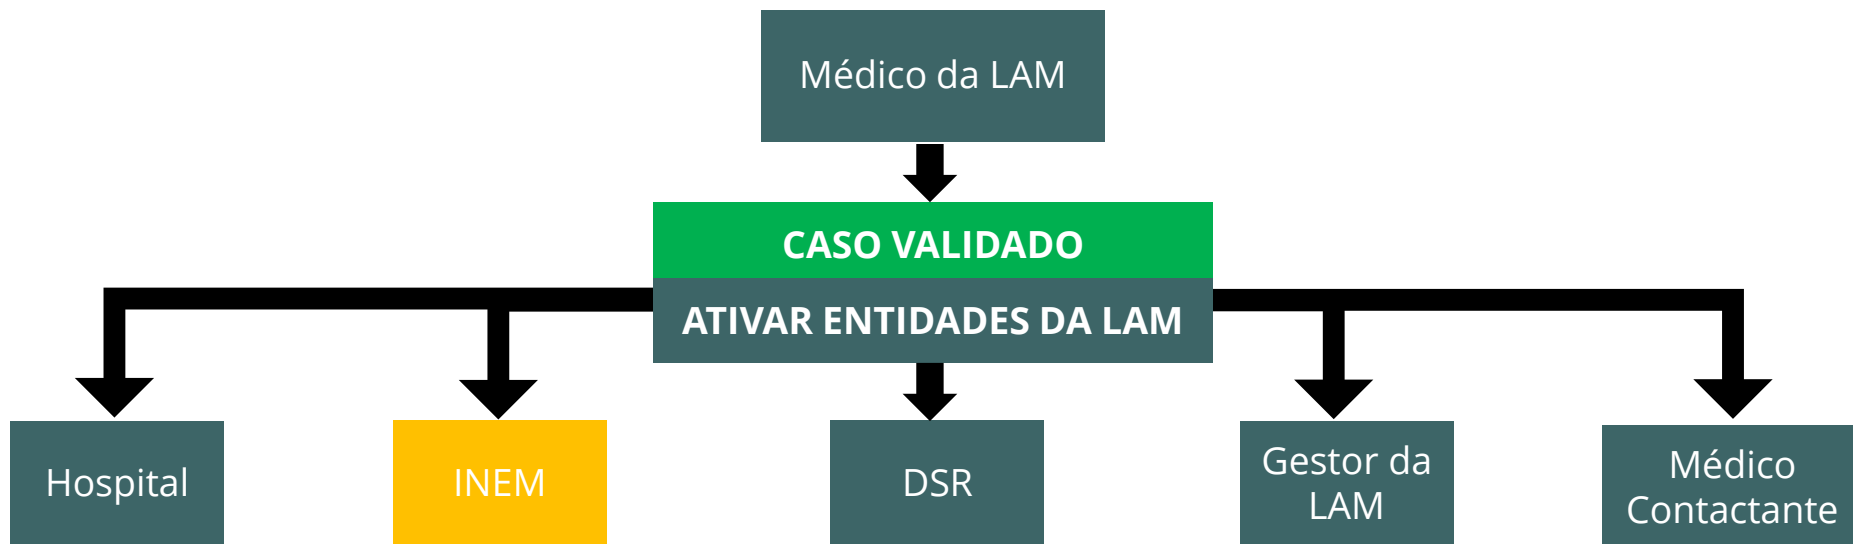 Médico da LAM
CASO VALIDADO
ATIVAR ENTIDADES DA LAM
Hospital
INEM
DSR
Gestor da
LAM
Médico
Contactante